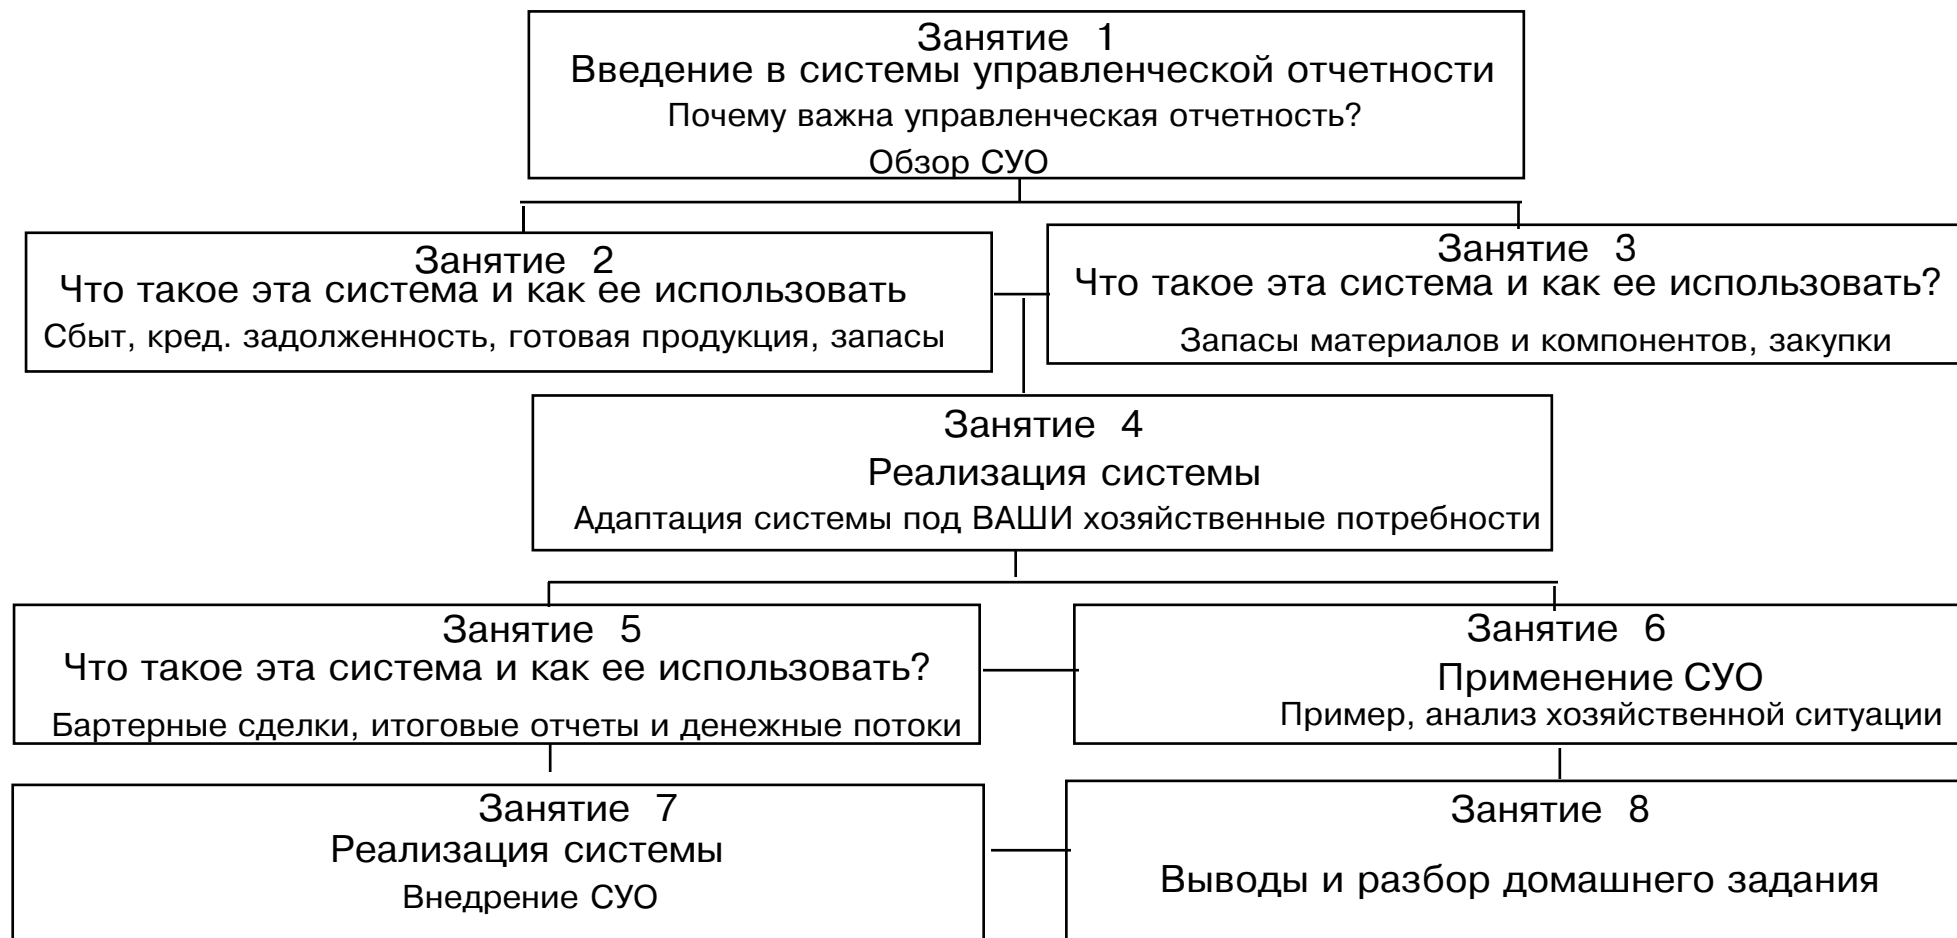 Занятие 1
Введение в системы управленческой отчетности
Почему важна управленческая отчетность?
Обзор СУО
Занятие 2
Что такое эта система и как ее использовать
Сбыт, кред. задолженность, готовая продукция, запасы
Занятие 3
Что такое эта система и как ее использовать?
Запасы материалов и компонентов, закупки
Занятие 4
Реализация системы
Адаптация системы под ВАШИ хозяйственные потребности
Занятие 5
Что такое эта система и как ее использовать?
Бартерные сделки, итоговые отчеты и денежные потоки
Занятие 6
Применение СУО
Пример, анализ хозяйственной ситуации
Занятие 7
Реализация системы
Внедрение СУО
Занятие 8
Выводы и разбор домашнего задания